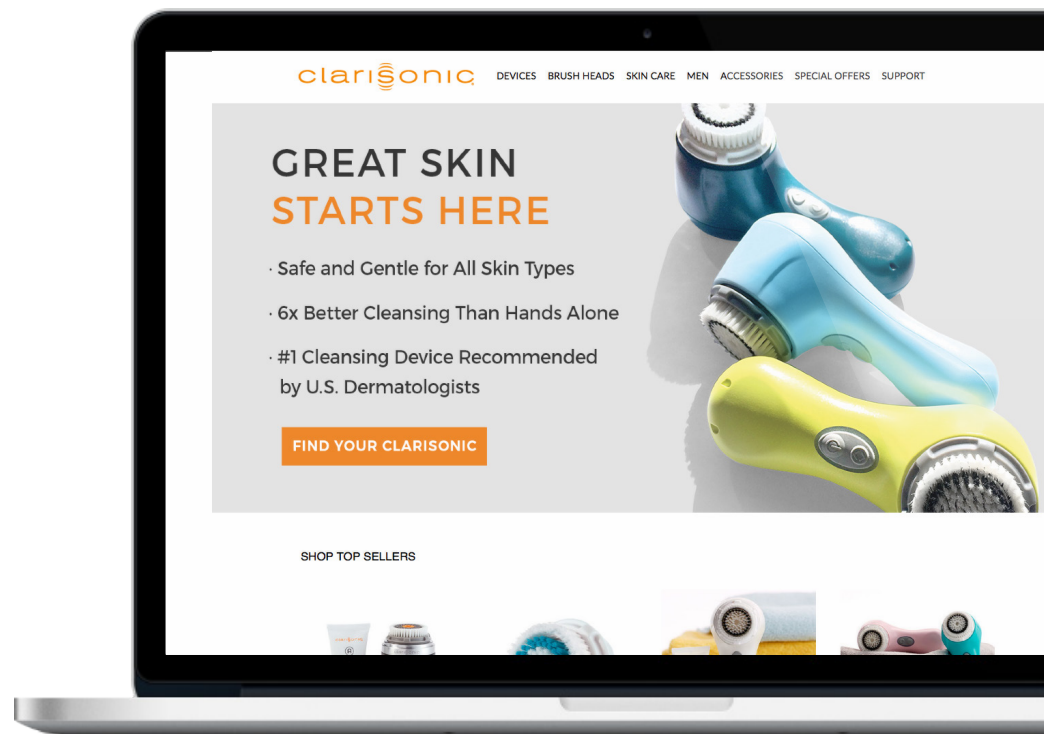 clarisonic
DEVICES BRUSH HEADS SKIN CARE MEN ACCESSORIES SPECIAL OFFERS SUPPORT
GREAT SKIN
STARTS HERE
· Safe and Gentle for All Skin Types
· 6x Better Cleansing Than Hands Alone
· #1 Cleansing Device Recommended
by U.S. Dermatologists
FIND YOUR CLARISONIC
SHOP TOP SELLERS